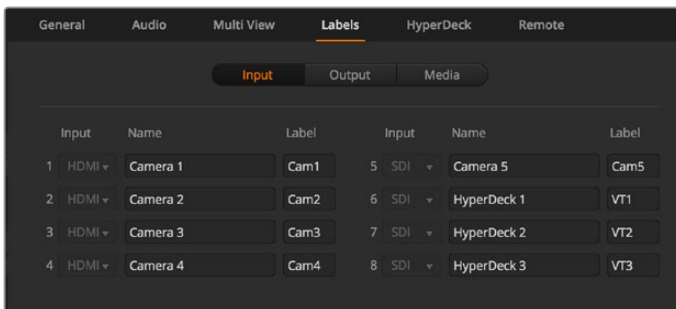 General Audio Multi View Labels HyperDeck Remote
Input Output Media
Input Name Label Input Name Label
1 HDMI Camera 1 Cam1 5 SDI Camera 5 Cam5
2 HDMI Camera 2 Cam2 6 SDI HyperDeck 1 VT1
3 HDMI Camera 3 Cam3 7 SDI HyperDeck 2 VT2
4 HDMI Camera 4 Cam4 8 SDI HyperDeck 3 VT3